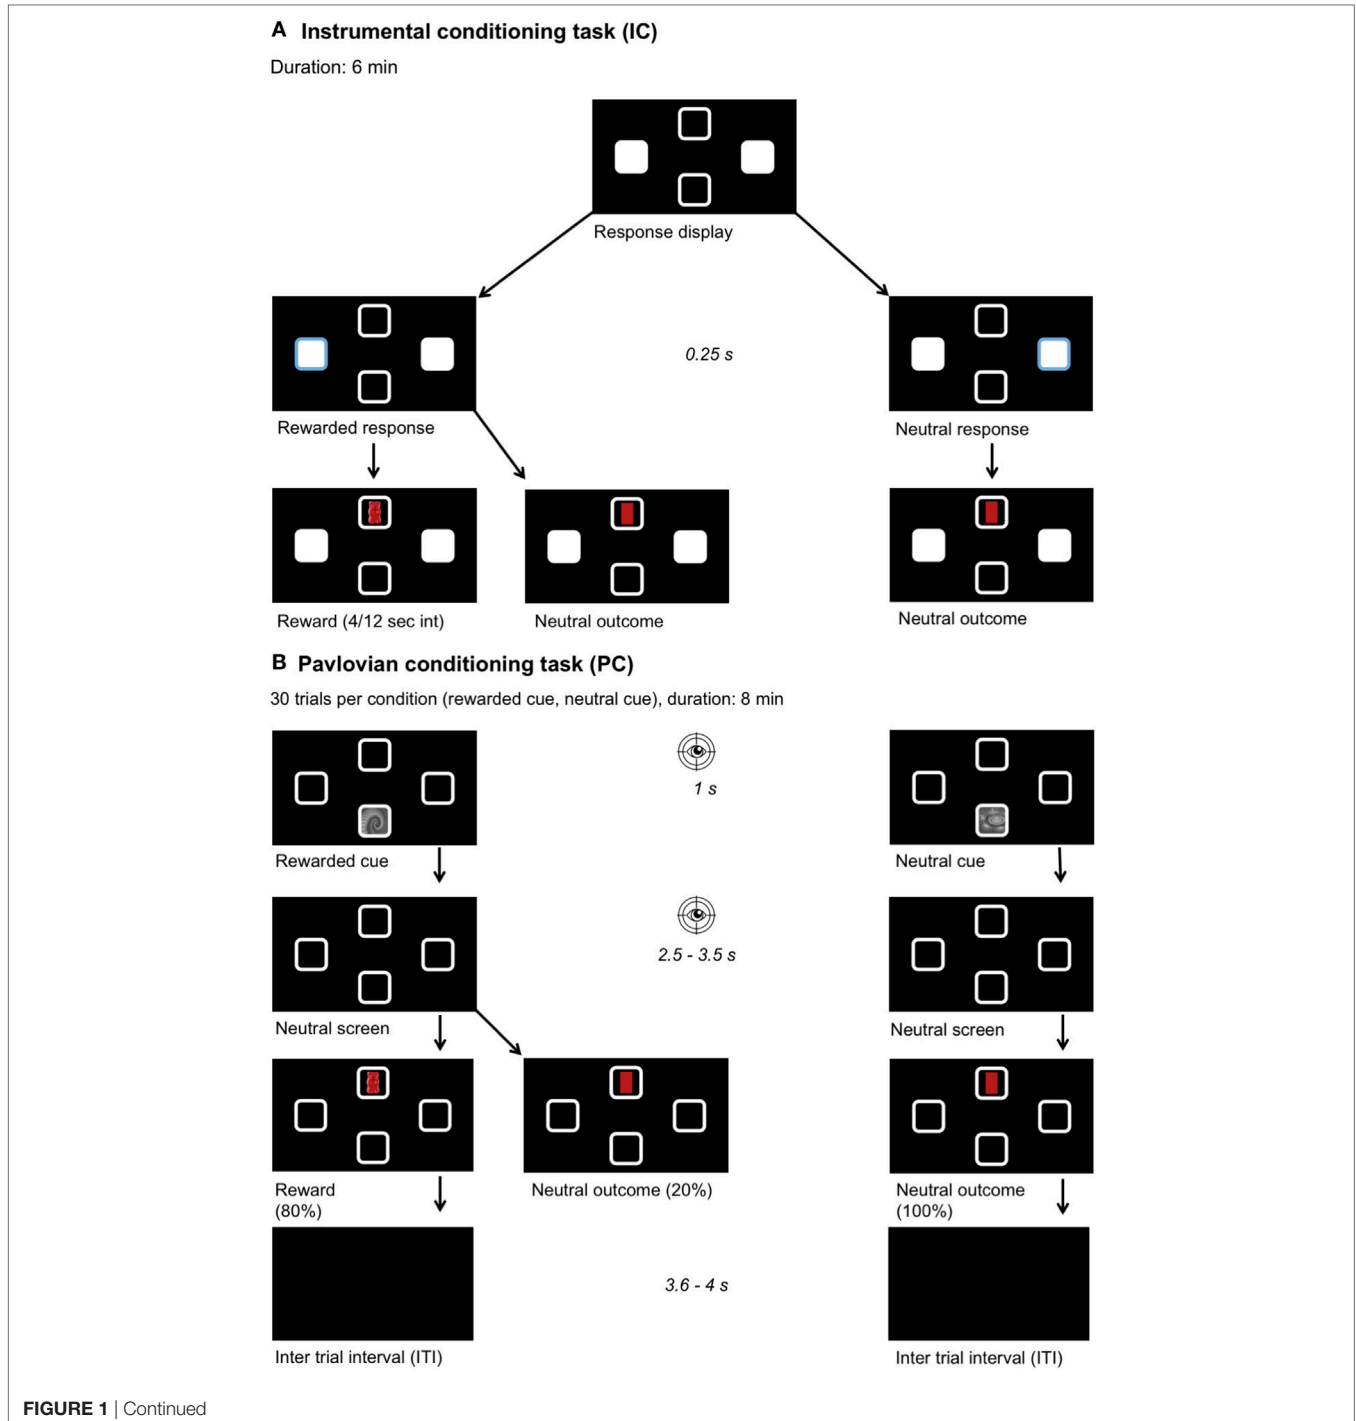 A Instrumental conditioning task (IC)
Duration: 6 min
Response display
0.25 s
Rewarded response
Neutral response
Reward (4/12 sec int)
Neutral outcome
Neutral outcome
B Pavlovian conditioning task (PC)
30 trials per condition (rewarded cue, neutral cue), duration: 8 min
1 s
Rewarded cue
Neutral cue
2.5 - 3.5 s
Neutral screen
Neutral screen
Reward
(80%)
Neutral outcome (20%)
Neutral outcome
(100%)
3.6 - 4 s
Inter trial interval (ITI)
Inter trial interval (ITI)
FIGURE 1 | Continued